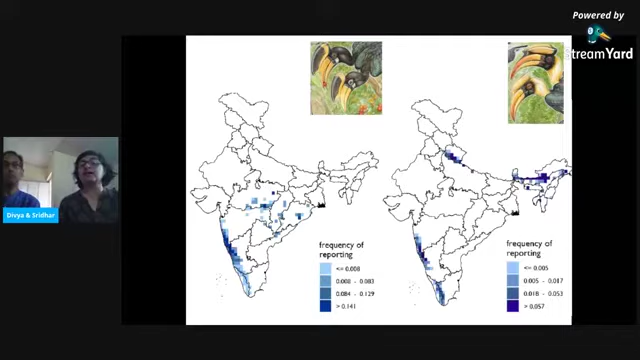 Powered by
StreamYard
Divya & Sridhar
frequency of
reporting
<= 0.008
0.008 - 0.083
0.084 - 0.129
> 0.141
frequency of
reporting
<= 0.005
0.005 - 0.017
0.018 - 0.053
> 0.057